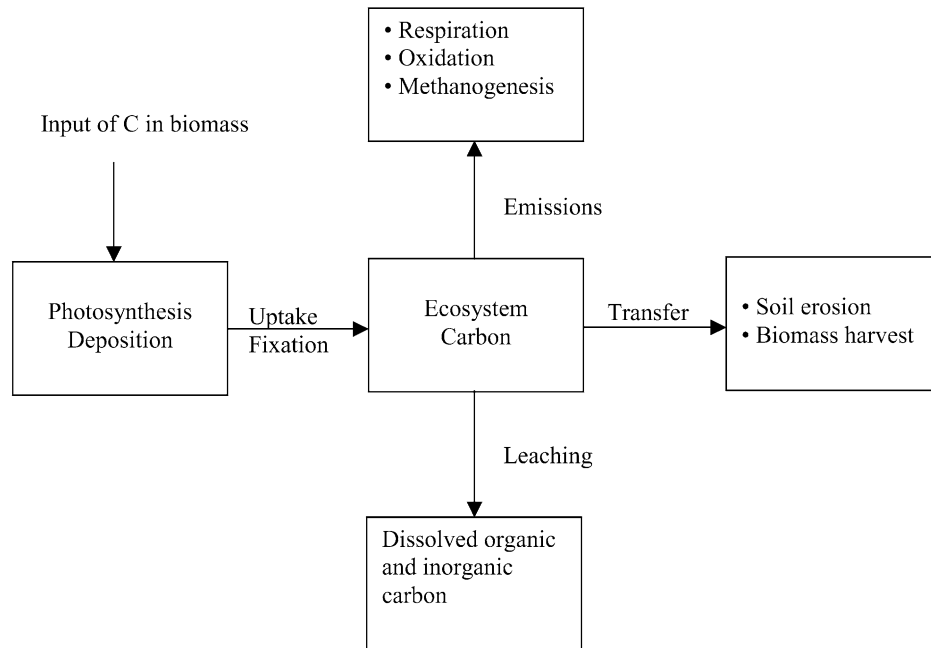 • Respiration
• Oxidation
• Methanogenesis
Input of C in biomass
Emissions
Photosynthesis
Deposition
Uptake
Fixation
Ecosystem
Carbon
Transfer
• Soil erosion
• Biomass harvest
Leaching
Dissolved organic
and inorganic
carbon